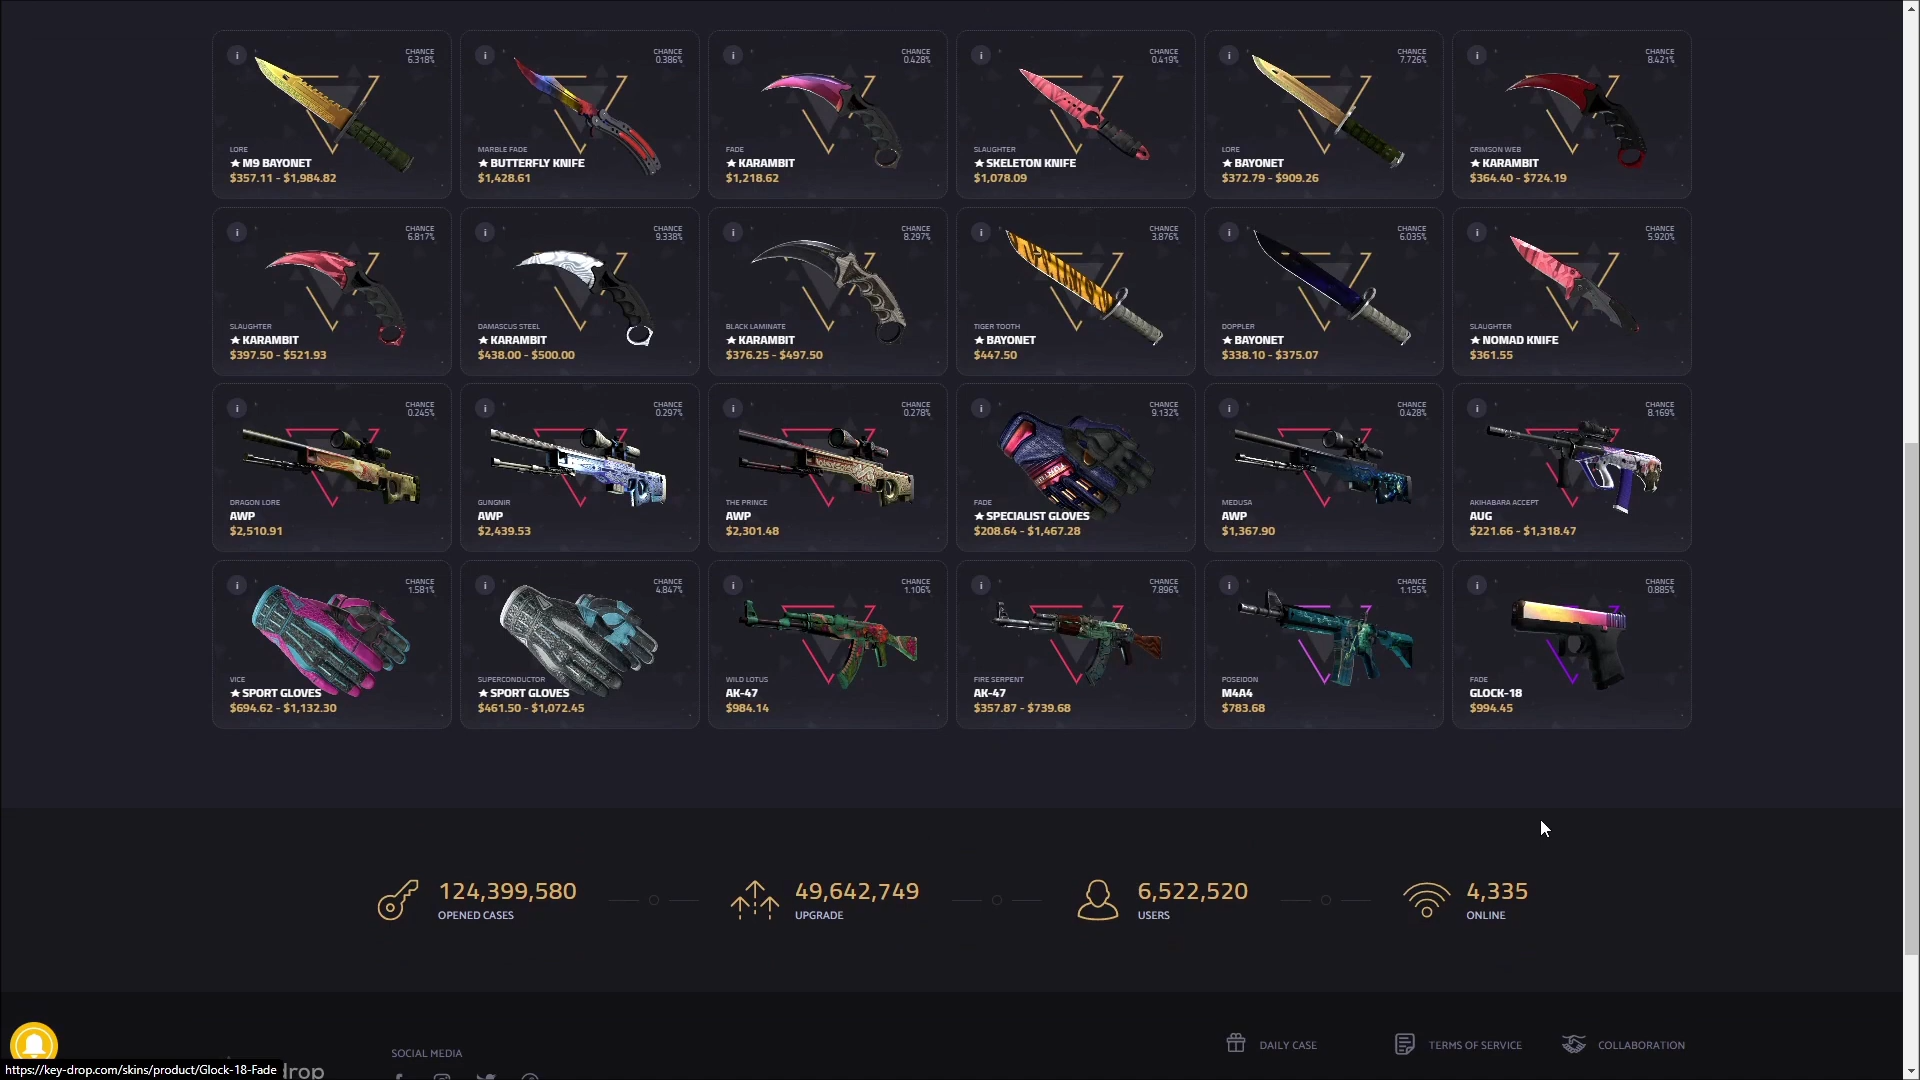 CHANCE
6.318%
LORE
★ M9 BAYONET
$357.11 - $1,984.82
CHANCE
0.386%
MARBLE FADE
★ BUTTERFLY KNIFE
$1,428.61
CHANCE
0.428%
FADE
★ KARAMBIT
$1,218.62
CHANCE
0.419%
SLAUGHTER
★ SKELETON KNIFE
$1,078.09
CHANCE
7.726%
LORE
★ BAYONET
$372.79 - $909.26
CHANCE
8.421%
CRIMSON WEB
★ KARAMBIT
$364.40 - $724.19
CHANCE
6.817%
SLAUGHTER
★ KARAMBIT
$397.50 - $521.93
CHANCE
9.338%
DAMASCUS STEEL
★ KARAMBIT
$438.00 - $500.00
CHANCE
8.297%
BLACK LAMINATE
★ KARAMBIT
$376.25 - $497.50
CHANCE
3.876%
TIGER TOOTH
★ BAYONET
$447.50
CHANCE
6.035%
DOPPLER
★ BAYONET
$338.10 - $375.07
CHANCE
5.920%
SLAUGHTER
★ NOMAD KNIFE
$361.55
CHANCE
0.245%
DRAGON LORE
AWP
$2,510.91
CHANCE
0.297%
GUNGNIR
AWP
$2,439.53
CHANCE
0.278%
THE PRINCE
AWP
$2,301.48
CHANCE
9.132%
FADE
★ SPECIALIST GLOVES
$208.64 - $1,467.28
CHANCE
0.428%
MEDUSA
AWP
$1,367.90
CHANCE
8.169%
AKIHABARA ACCEPT
AUG
$221.66 - $1,318.47
CHANCE
1.581%
VICE
★ SPORT GLOVES
$694.62 - $1,132.30
CHANCE
4.847%
SUPERCONDUCTOR
★ SPORT GLOVES
$461.50 - $1,072.45
CHANCE
1.106%
WILD LOTUS
AK-47
$984.14
CHANCE
7.896%
FIRE SERPENT
AK-47
$357.87 - $739.68
CHANCE
1.155%
POSEIDON
M4A4
$783.68
CHANCE
0.885%
FADE
GLOCK-18
$994.45
124,399,580
OPENED CASES
49,642,749
UPGRADE
6,522,520
USERS
4,335
ONLINE
SOCIAL MEDIA
DAILY CASE
TERMS OF SERVICE
COLLABORATION
https://key-drop.com/skins/product/Glock-18-Fade
drop